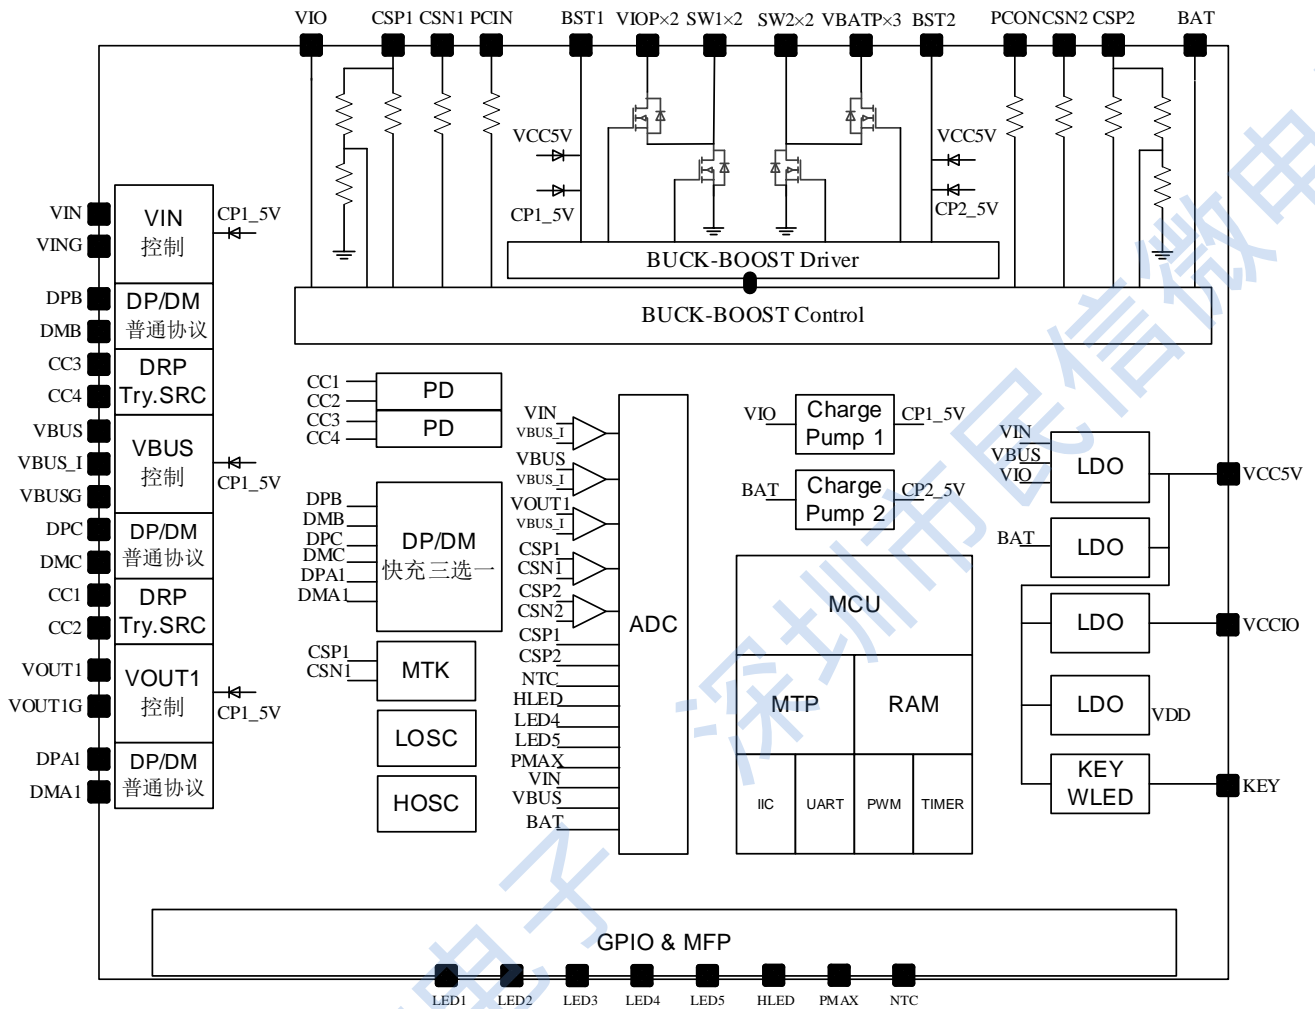 VIO CSP1 CSN1 PCIN BST1 VIOP×2 SW1×2 SW2×2 VBATP×3 BST2 PCON CSN2 CSP2 BAT
VCC5V
CP1_5V
VCC5V
CP2_5V
BUCK-BOOST Driver
BUCK-BOOST Control
VIN
VING
DPB
DMB
CC3
CC4
VBUS
VBUS_I
VBUSG
DPC
DMC
CC1
CC2
VOUT1
VOUT1G
DPA1
DMA1
VIN
控制
CP1_5V
DP/DM
普通协议
DRP
Try.SRC
VBUS
控制
CP1_5V
DP/DM
普通协议
DRP
Try.SRC
VOUT1
控制
CP1_5V
DP/DM
普通协议
CC1
CC2
PD
CC3
CC4
PD
DPB
DMB
DPC
DMC
DPA1
DMA1
DP/DM
快充三选一
CSP1
CSN1
MTK
LOSC
HOSC
VIN
VBUS_I
VBUS
VBUS_I
VOUT1
VBUS_I
CSP1
CSN1
CSP2
CSN2
CSP1
CSP2
NTC
HLED
LED4
LED5
PMAX
VIN
VBUS
BAT
ADC
VIO
Charge
Pump 1
CP1_5V
BAT
Charge
Pump 2
CP2_5V
MCU
MTP
RAM
IIC
UART
PWM
TIMER
VIN
VBUS
VIO
LDO
VCC5V
BAT
LDO
LDO
VCCIO
LDO
VDD
KEY
WLED
KEY
GPIO & MFP
LED1 LED2 LED3 LED4 LED5 HLED PMAX NTC
深圳市民信微电
电子